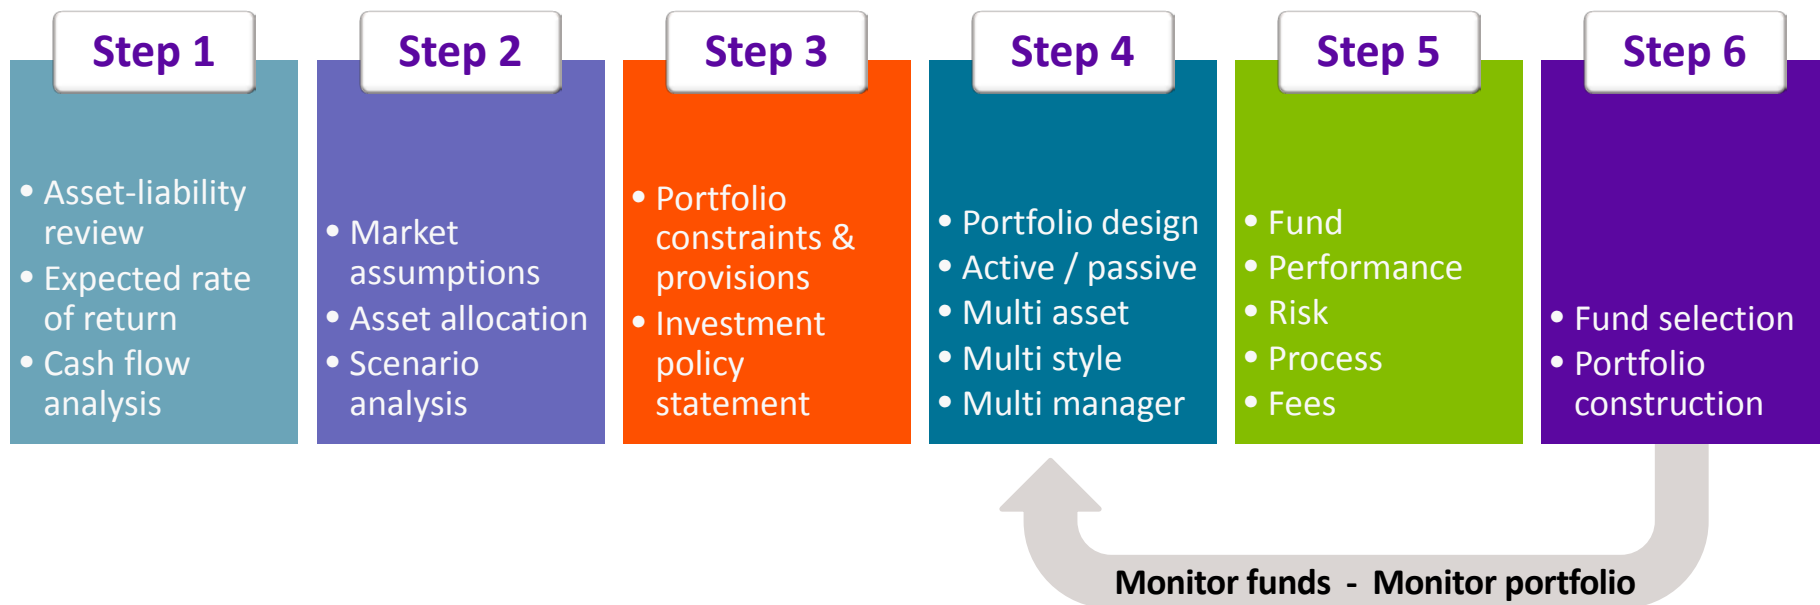 Step 1
• Asset-liability
review
• Expected rate
of return
• Cash flow
analysis
Step 2
• Market
assumptions
• Asset allocation
• Scenario
analysis
Step 3
• Portfolio
constraints &
provisions
• Investment
policy
statement
Step 4
• Portfolio design
• Active / passive
• Multi asset
• Multi style
• Multi manager
Step 5
• Fund
• Performance
• Risk
• Process
• Fees
Step 6
• Fund selection
• Portfolio
construction
Monitor funds - Monitor portfolio